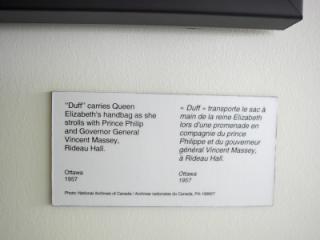 "Duff" carries Queen
Elizabeth's handbag as she
strolls with Prince Philip
and Governor General
Vincent Massey,
Rideau Hall.
Ottawa
1957
« Duff » transporte le sac à
main de la reine Elizabeth
lors d'une promenade en
compagnie du prince
Philippe et du gouverneur
général Vincent Massey,
à Rideau Hall.
Ottawa
1957
Photo: National Archives of Canada / Archives nationales du Canada, PA-